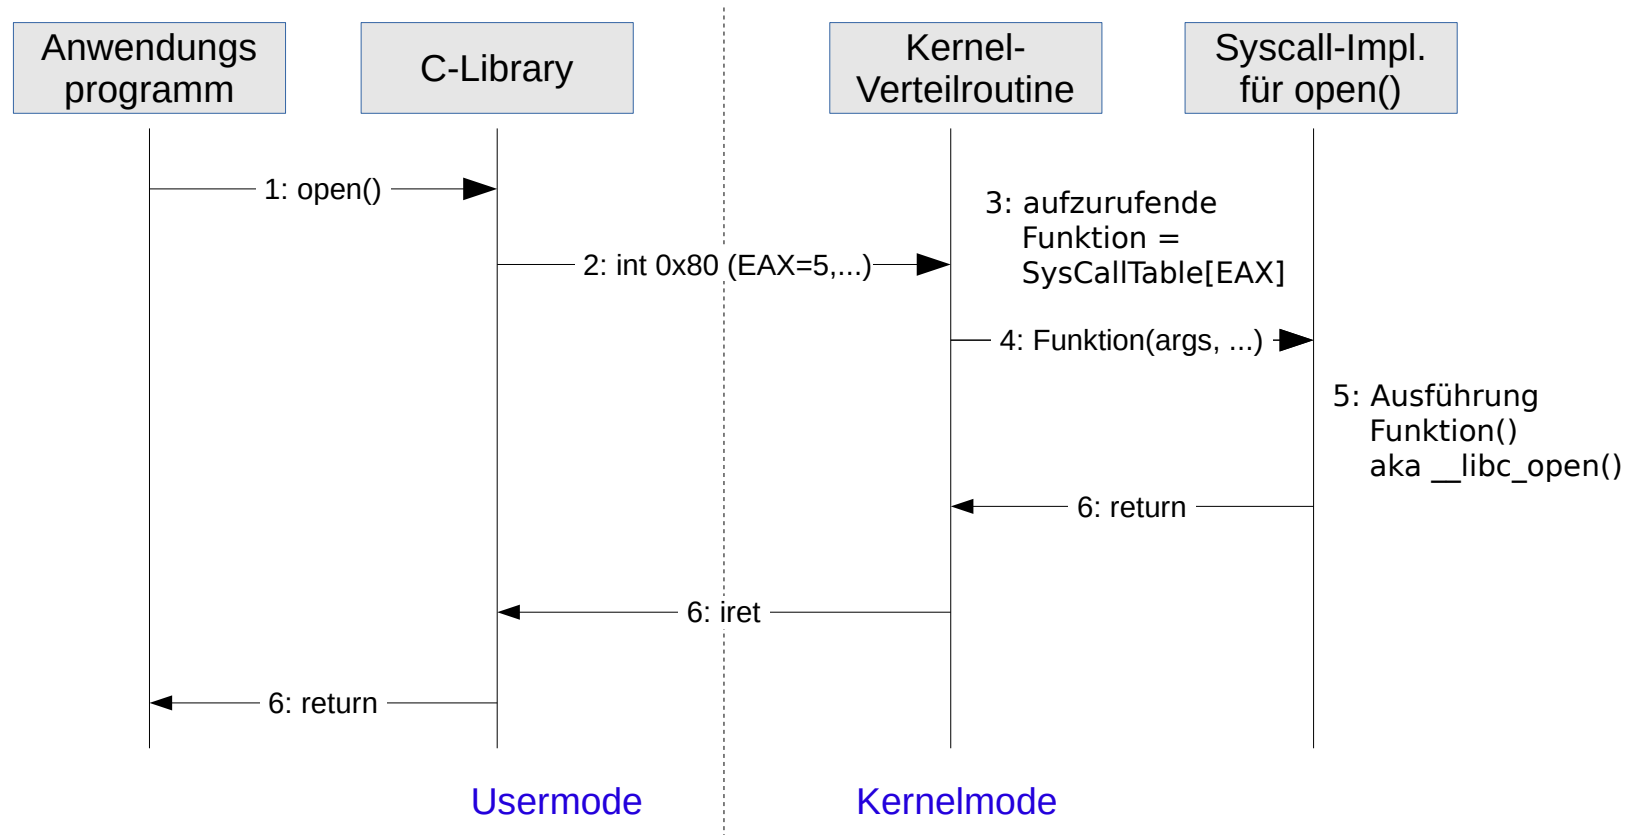 Anwendungs
programm
C-Library
Kernel-
Verteilroutine
Syscall-Impl.
für open()
1: open()
2: int 0x80 (EAX=5,...)
3: aufzurufende
Funktion =
SysCallTable[EAX]
4: Funktion(args, ...)
5: Ausführung
Funktion()
aka __libc_open()
6: return
6: iret
6: return
Usermode
Kernelmode